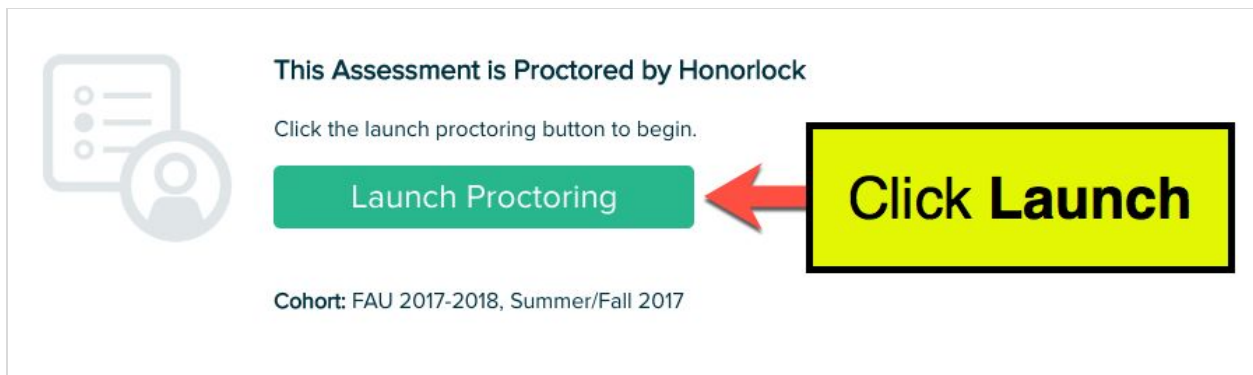 This Assessment is Proctored by Honorlock
Click the launch proctoring button to begin.
Launch Proctoring
Click Launch
Cohort: FAU 2017-2018, Summer/Fall 2017